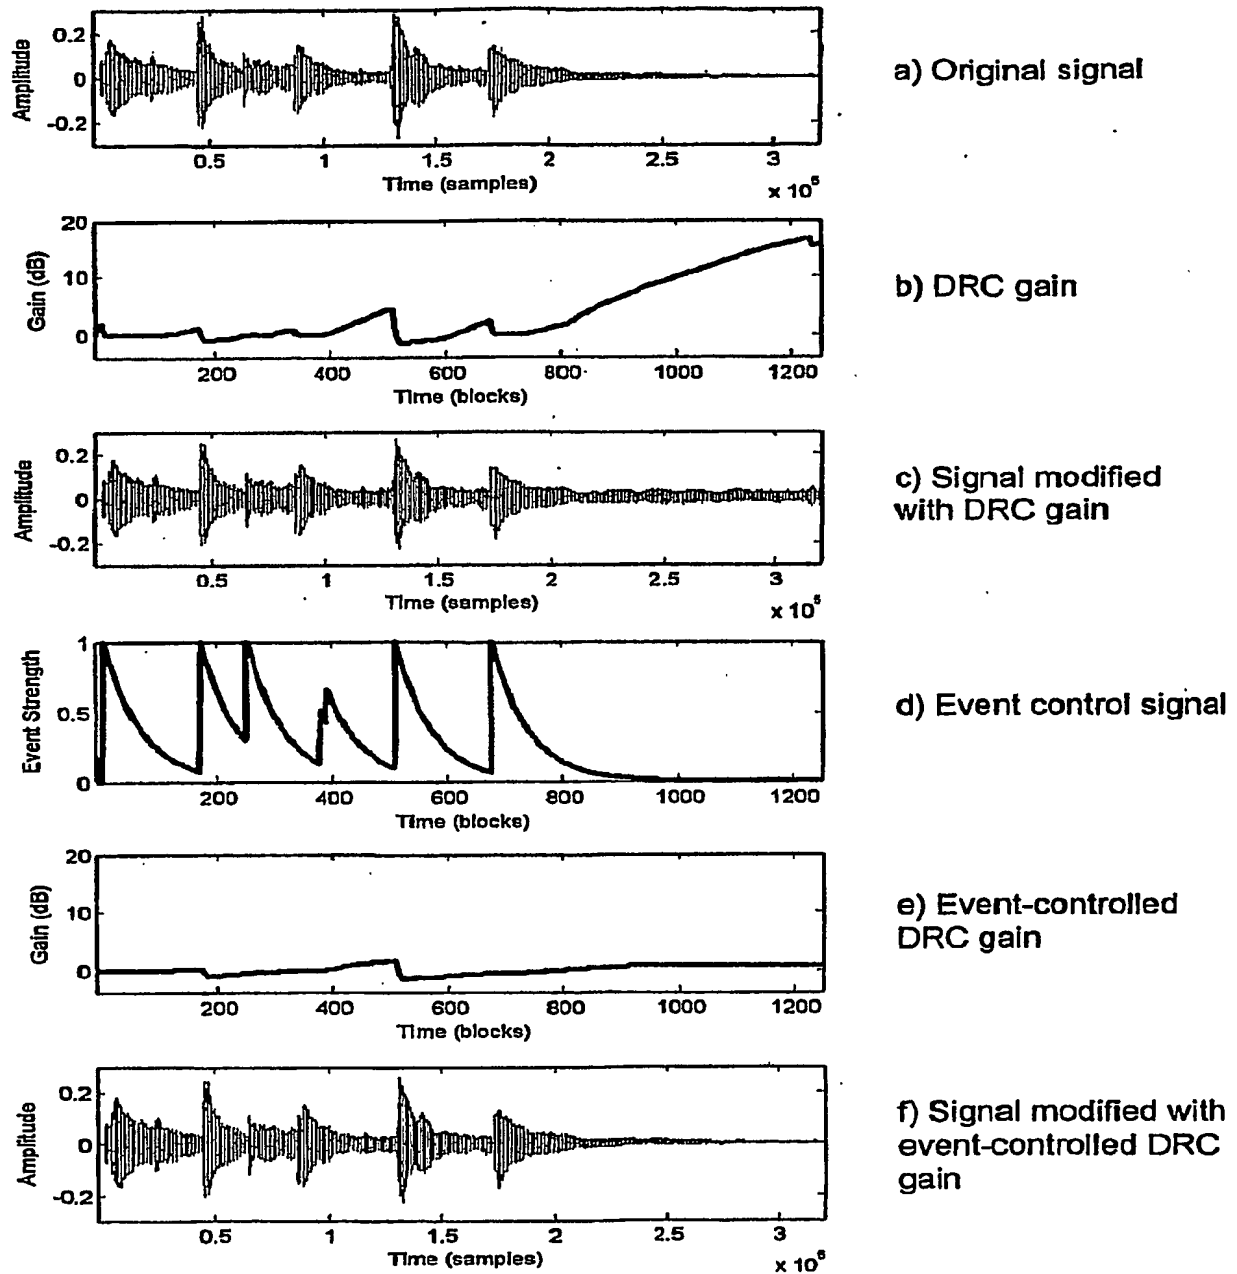 0.2
0
-0.2
Amplitude
0.5 1 1.5 2 2.5 3
Time (samples)
x 10^5
a) Original signal
20
10
0
Gain (dB)
200 400 600 800 1000 1200
Time (blocks)
b) DRC gain
0.2
0
-0.2
Amplitude
0.5 1 1.5 2 2.5 3
Time (samples)
x 10^5
c) Signal modified
with DRC gain
1
0.5
0
Event Strength
200 400 600 800 1000 1200
Time (blocks)
d) Event control signal
20
10
0
Gain (dB)
200 400 600 800 1000 1200
Time (blocks)
e) Event-controlled
DRC gain
0.2
0
-0.2
Amplitude
0.5 1 1.5 2 2.5 3
Time (samples)
x 10^5
f) Signal modified with
event-controlled DRC
gain